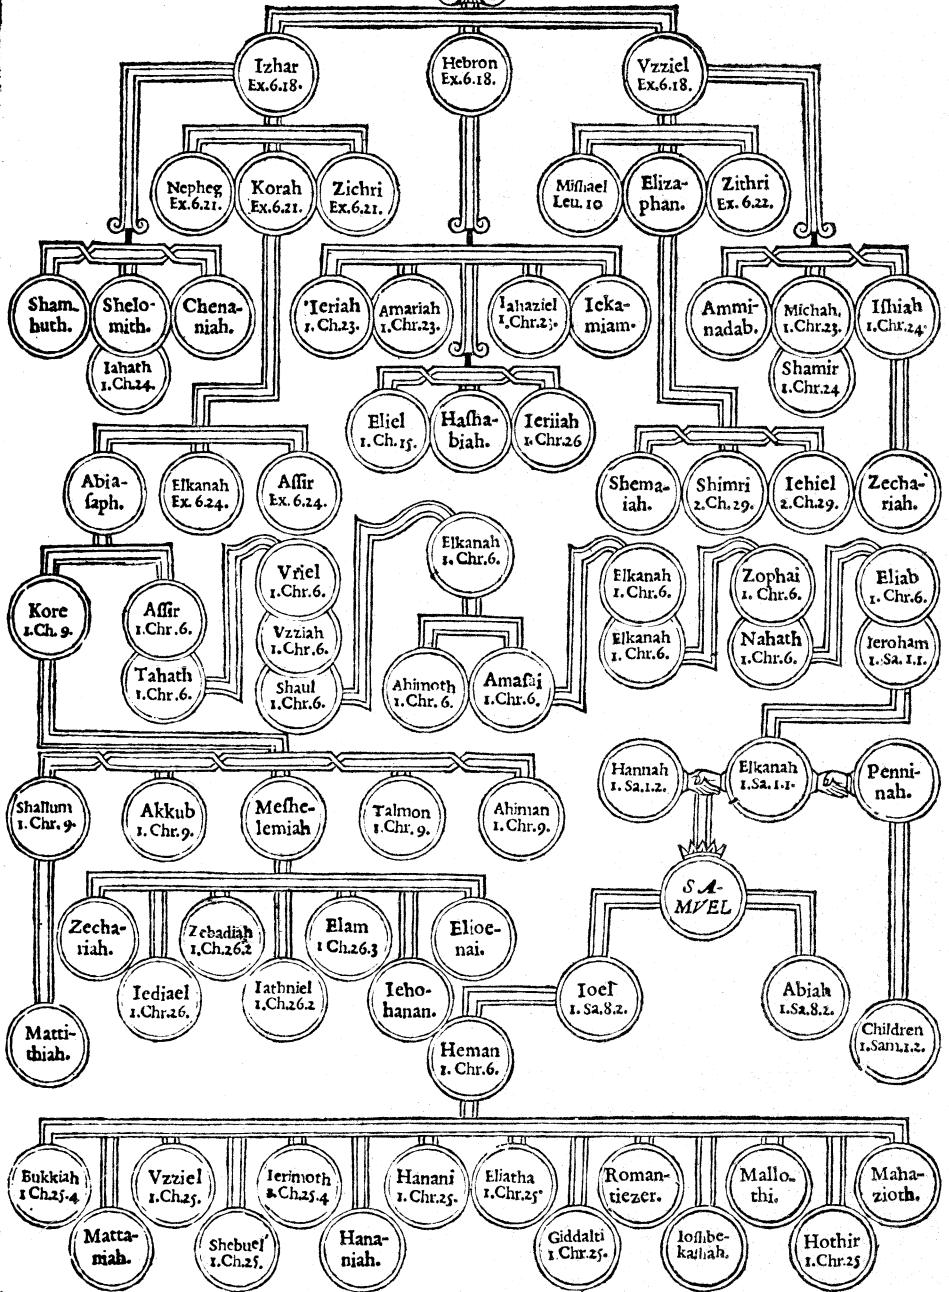 Izhar
Ex.6.18.
Hebron
Ex.6.18.
Vzziel
Ex.6.18.
Nepheg
Ex.6.21.
Korah
Ex.6.21.
Zichri
Ex.6.21.
Miſhael
Leu. 10
Eliza-
phan.
Zithri
Ex. 6.22.
Sham-
huth.
Shelo-
mith.
Chena-
niah.
Ieriah
1.Ch.23.
Amariah
1.Chr.23.
Iahaziel
1.Chr.23.
Ieka-
miam.
Ammi-
nadab.
Michah,
1.Chr.23.
Iſhiah
1.Chr.24.
Iahath
1.Ch.24.
Shamir
1.Chr.24
Eliel
1.Ch.15.
Haſha-
biah.
Ieriiah
1.Chr.26
Abia-
ſaph.
Elkanah
Ex.6.24.
Aſſir
Ex.6.24.
Shema-
iah.
Shimri
2.Ch.29.
Iehiel
2.Ch.29.
Zecha-
riah.
Kore
1.Ch.9.
Aſſir
1.Chr.6.
Tahath
1.Chr.6.
Vriel
1.Chr.6.
Vzziah
1.Chr.6.
Shaul
1.Chr.6.
Elkanah
1.Chr.6.
Ahimoth
1.Chr.6.
Amaſai
1.Chr.6.
Elkanah
1.Chr.6.
Elkanah
1.Chr.6.
Zophai
1.Chr.6.
Nahath
1.Chr.6.
Eliab
1.Chr.6.
Ieroham
1.Sa.1.1.
Hannah
1.Sa.1.2.
Elkanah
1.Sa.1.1.
Penni-
nah.
Shallum
1.Chr.9.
Akkub
1.Chr.9.
Meſhe-
lemiah
Talmon
1.Chr.9.
Ahiman
1.Chr.9.
SA-
MVEL
Zecha-
riah.
Zebadiah
1.Ch.26.2
Elam
1 Ch.26.3
Elioe-
nai.
Iediael
1.Chr.26.
Iathniel
1.Ch.26.2
Ieho-
hanan.
Ioel
1.Sa.8.2.
Abiah
1.Sa.8.2.
Matti-
thiah.
Heman
1.Chr.6.
Children
1.Sam.1.2.
Bukkiah
1 Ch.25.4
Vzziel
1.Ch.25.
Ierimoth
1.Ch.25.4
Hanani
1.Chr.25.
Eliatha
1.Chr.25.
Roman-
tiezer.
Mallo-
thi.
Maha-
zioth.
Matta-
niah.
Shebuel
1.Ch.25.
Hana-
niah.
Giddalti
1.Chr.25.
Ioſhbe-
kaſhah.
Hothir
1.Chr.25